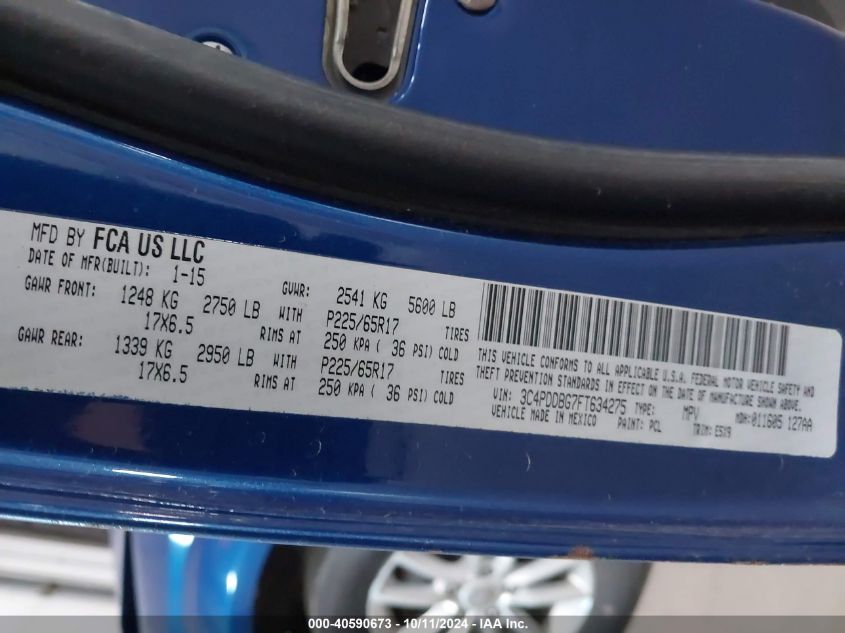 MFD BY FCA US LLC
DATE OF MFR(BUILT): 1-15 GVWR: 2541 KG 5600 LB
GAWR FRONT: 1248 KG 2750 LB WITH P225/65R17 TIRES
17X6.5 RIMS AT 250 KPA ( 36 PSI) COLD
GAWR REAR: 1339 KG 2950 LB WITH P225/65R17 TIRES
17X6.5 RIMS AT 250 KPA ( 36 PSI) COLD
THIS VEHICLE CONFORMS TO ALL APPLICABLE U.S.A. FEDERAL MOTOR VEHICLE SAFETY AND
THEFT PREVENTION STANDARDS IN EFFECT ON THE DATE OF MANUFACTURE SHOWN ABOVE.
VIN: 3C4PDDBG7FT634275 TYPE: MPV MDH:011605 127AA
VEHICLE MADE IN MEXICO PAINT: PCL TRIM: E5X9
000-40590673 - 10/11/2024 - IAA Inc.